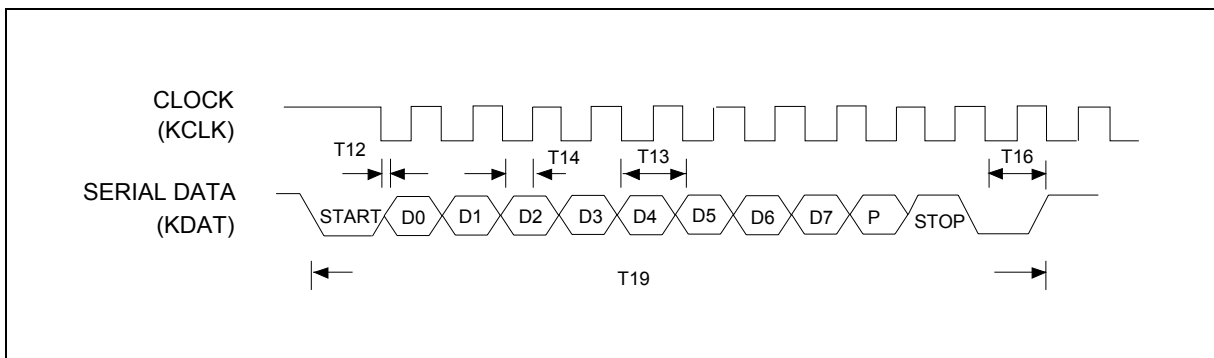 CLOCK
(KCLK)
T12
T14
T13
T16
SERIAL DATA
(KDAT)
START D0 D1 D2 D3 D4 D5 D6 D7 P STOP
T19